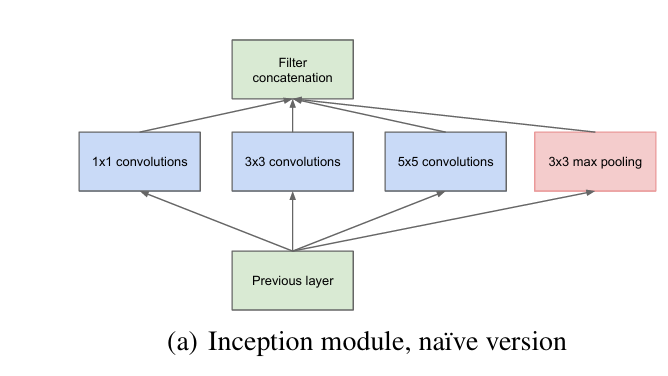 Filter
concatenation
1x1 convolutions
3x3 convolutions
5x5 convolutions
3x3 max pooling
Previous layer
(a) Inception module, naïve version